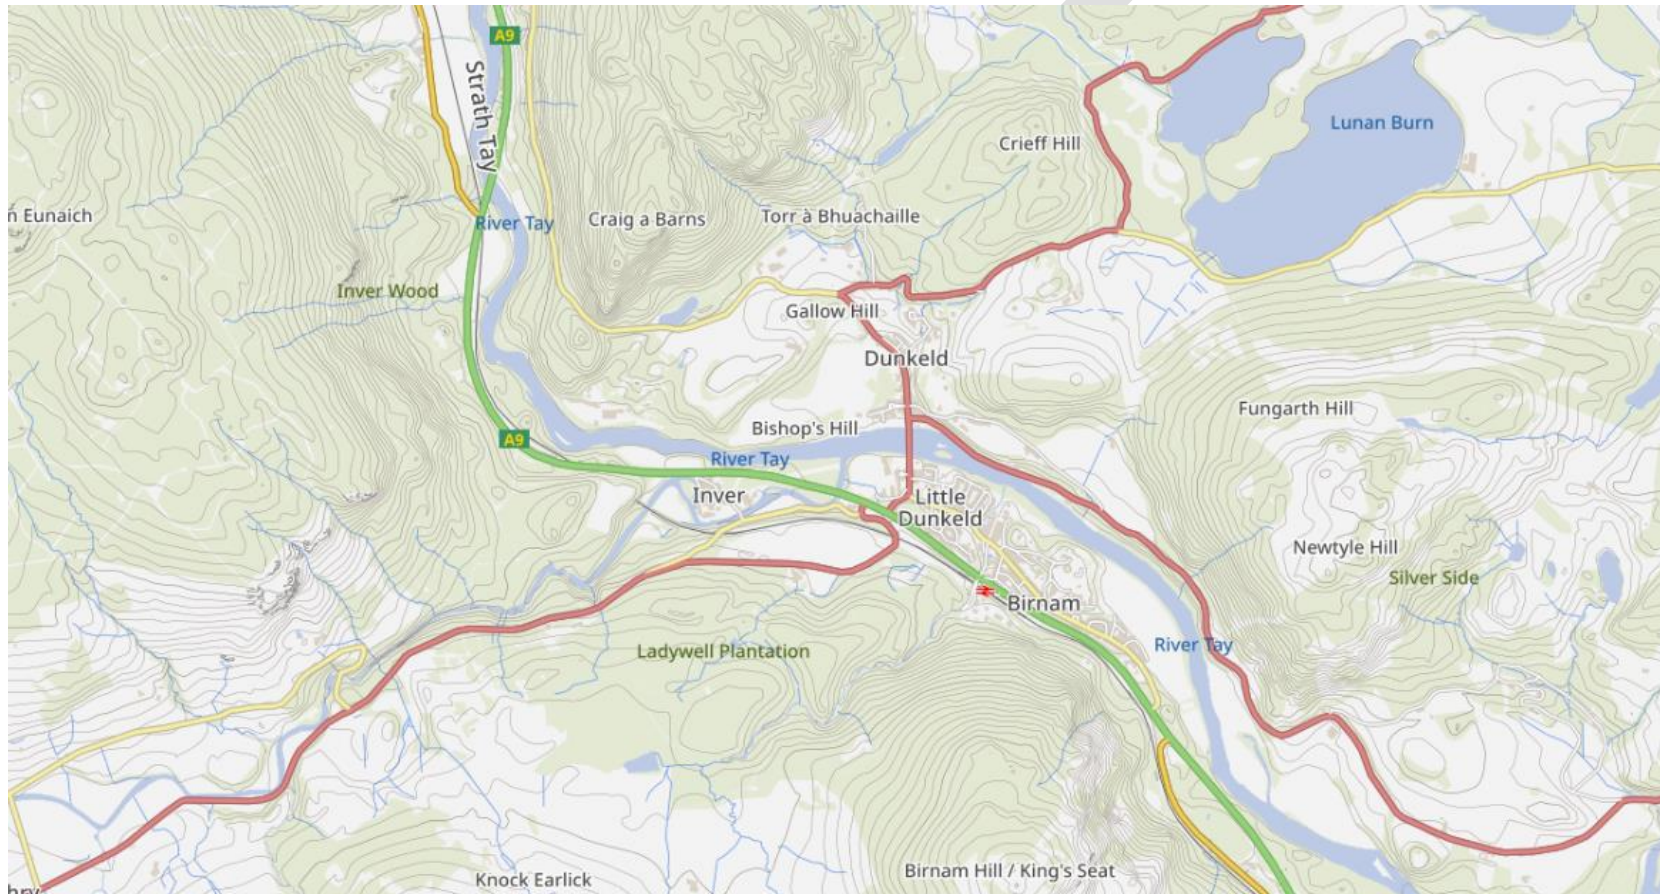 A9
Strath Tay
Lunan Burn
Crieff Hill
n Eunaich
River Tay
Craig a Barns
Torr à Bhuachaille
Inver Wood
Gallow Hill
Dunkeld
Fungarth Hill
Bishop's Hill
A9
River Tay
Inver
Little
Dunkeld
Newtyle Hill
Silver Side
Birnam
River Tay
Ladywell Plantation
Birnam Hill / King's Seat
Knock Earlick